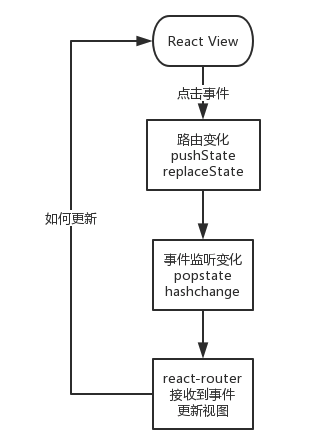 React View
点击事件
路由变化
pushState
replaceState
如何更新
事件监听变化
popstate
hashchange
react-router
接收到事件
更新视图